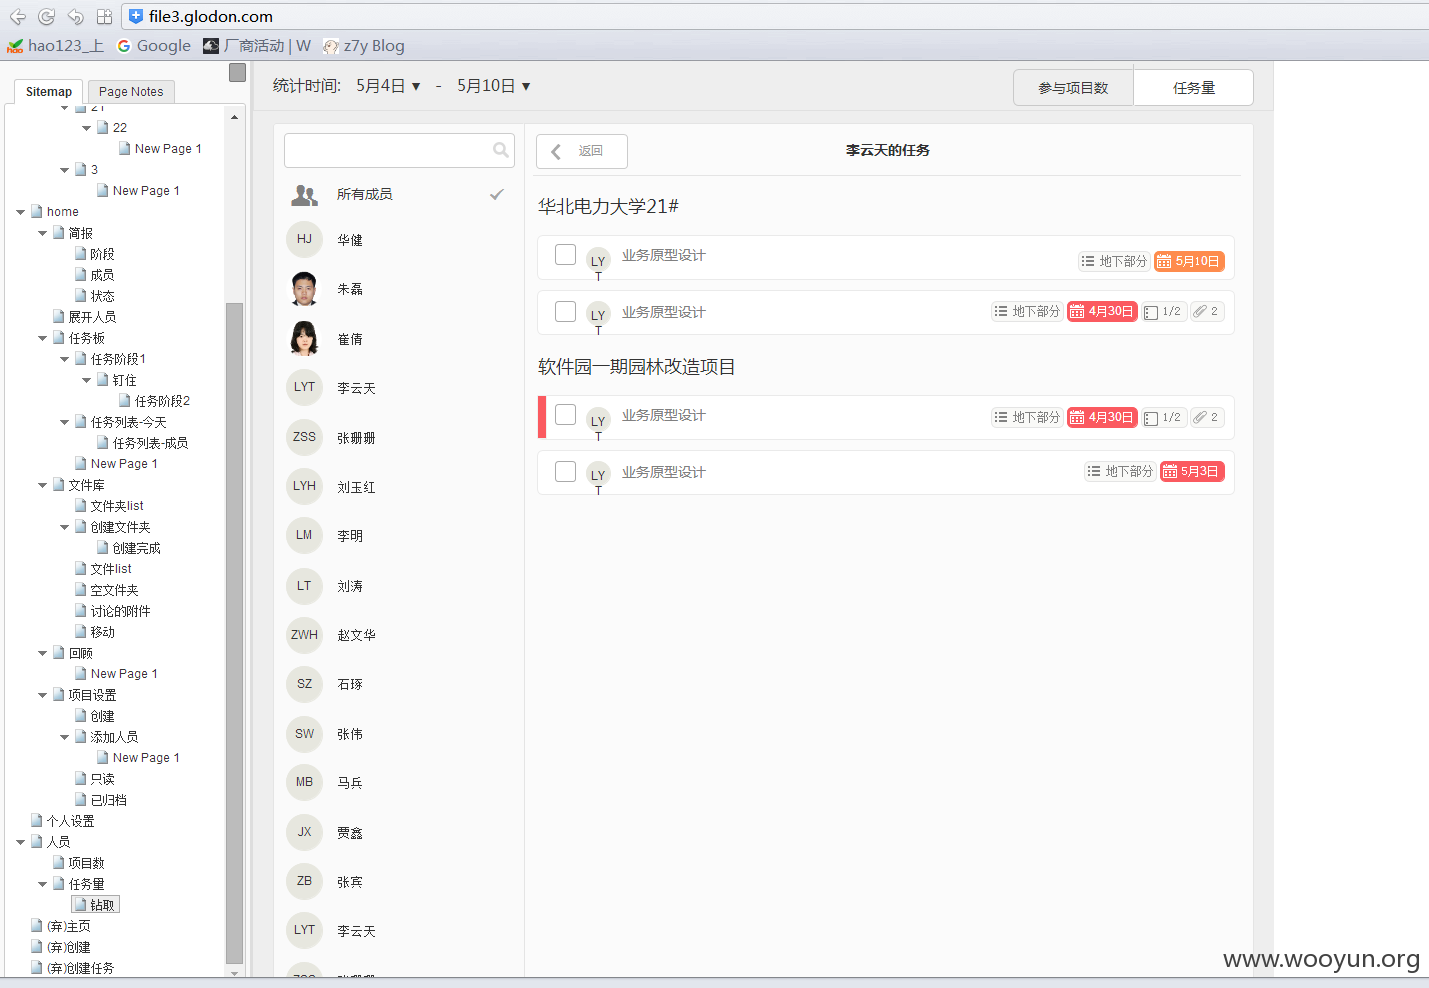 file3.glodon.com
hao123_上 Google 厂商活动 | W z7y Blog
Sitemap Page Notes
21
22
New Page 1
3
New Page 1
home
简报
阶段
成员
状态
展开人员
任务板
任务阶段1
钉住
任务阶段2
任务列表-今天
任务列表-成员
New Page 1
文件库
文件夹list
创建文件夹
创建完成
文件list
空文件夹
讨论的附件
移动
回顾
New Page 1
项目设置
创建
添加人员
New Page 1
只读
已归档
个人设置
人员
项目数
任务量
钻取
(弃)主页
(弃)创建
(弃)创建任务
统计时间: 5月4日 ▼ - 5月10日 ▼
参与项目数 任务量
所有成员
HJ 华健
朱磊
崔倩
LYT 李云天
ZSS 张珊珊
LYH 刘玉红
LM 李明
LT 刘涛
ZWH 赵文华
SZ 石琢
SW 张伟
MB 马兵
JX 贾鑫
ZB 张宾
LYT 李云天
返回 李云天的任务
华北电力大学21#
LYT 业务原型设计 地下部分 5月10日
LYT 业务原型设计 地下部分 4月30日 1/2 2
软件园一期园林改造项目
LYT 业务原型设计 地下部分 4月30日 1/2 2
LYT 业务原型设计 地下部分 5月3日
www.wooyun.org